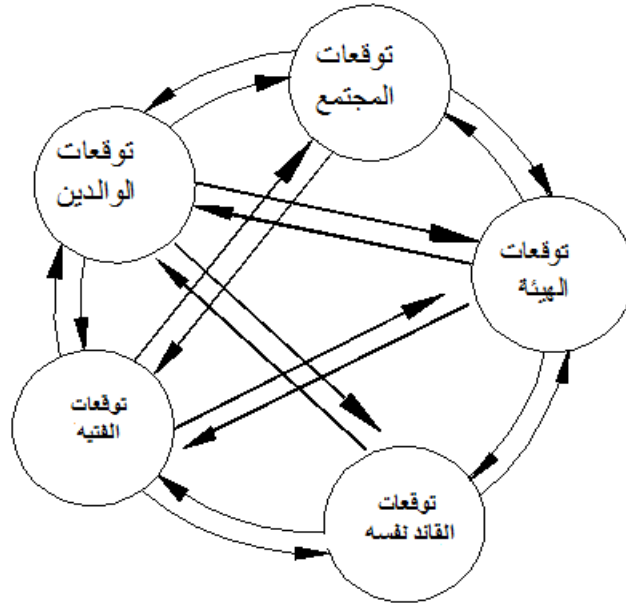 توقعات
المجتمع
توقعات
الوالدين
توقعات
الهيئة
توقعات
الفتيه
توقعات
القائد نفسه